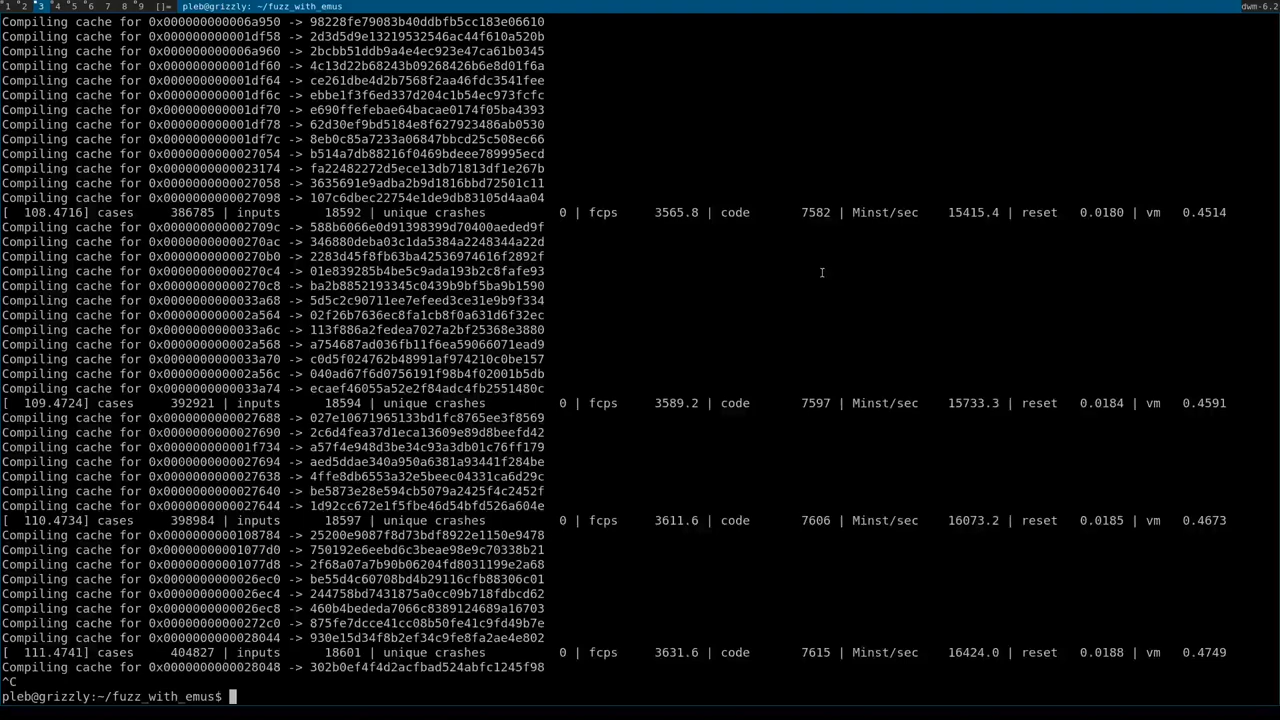 1 2 3 4 5 6 7 8 9 []= pleb@grizzly: ~/fuzz_with_emus dwm-6.2
Compiling cache for 0x000000000006a950 -> 98228fe79083b40ddbfb5cc183e06610
Compiling cache for 0x000000000001df58 -> 2d3d5d9e13219532546ac44f610a520b
Compiling cache for 0x000000000006a960 -> 2bcbb51ddb9a4e4ec923e47ca61b0345
Compiling cache for 0x000000000001df60 -> 4c13d22b68243b09268426b6e8d01f6a
Compiling cache for 0x000000000001df64 -> ce261dbe4d2b7568f2aa46fdc3541fee
Compiling cache for 0x000000000001df6c -> ebbe1f3f6ed337d204c1b54ec973fcfc
Compiling cache for 0x000000000001df70 -> e690ffefebae64bacae0174f05ba4393
Compiling cache for 0x000000000001df78 -> 62d30ef9bd5184e8f627923486ab0530
Compiling cache for 0x000000000001df7c -> 8eb0c85a7233a06847bbcd25c508ec66
Compiling cache for 0x0000000000027054 -> b514a7db88216f0469bdeee789995ecd
Compiling cache for 0x0000000000023174 -> fa22482272d5ece13db71813df1e267b
Compiling cache for 0x0000000000027058 -> 3635691e9adba2b9d1816bbd72501c11
Compiling cache for 0x0000000000027098 -> 107c6dbec22754e1de9db83105d4aa04
[ 108.4716] cases 386785 | inputs 18592 | unique crashes 0 | fcps 3565.8 | code 7582 | Minst/sec 15415.4 | reset 0.0180 | vm 0.4514
Compiling cache for 0x000000000002709c -> 588b6066e0d91398399d70400aeded9f
Compiling cache for 0x00000000000270ac -> 346880deba03c1da5384a2248344a22d
Compiling cache for 0x00000000000270b0 -> 2283d45f8fb63ba42536974616f2892f
Compiling cache for 0x00000000000270c4 -> 01e839285b4be5c9ada193b2c8fafe93
Compiling cache for 0x00000000000270c8 -> ba2b8852193345c0439b9bf5ba9b1590
Compiling cache for 0x0000000000033a68 -> 5d5c2c90711ee7efeed3ce31e9b9f334
Compiling cache for 0x000000000002a564 -> 02f26b7636ec8fa1cb8f0a631d6f32ec
Compiling cache for 0x0000000000033a6c -> 113f886a2fedea7027a2bf25368e3880
Compiling cache for 0x000000000002a568 -> a754687ad036fb11f6ea59066071ead9
Compiling cache for 0x0000000000033a70 -> c0d5f024762b48991af974210c0be157
Compiling cache for 0x000000000002a56c -> 040ad67f6d0756191f98b4f02001b5db
Compiling cache for 0x0000000000033a74 -> ecaef46055a52e2f84adc4fb2551480c
[ 109.4724] cases 392921 | inputs 18594 | unique crashes 0 | fcps 3589.2 | code 7597 | Minst/sec 15733.3 | reset 0.0184 | vm 0.4591
Compiling cache for 0x0000000000027688 -> 027e10671965133bd1fc8765ee3f8569
Compiling cache for 0x0000000000027690 -> 2c6d4fea37d1eca13609e89d8beefd42
Compiling cache for 0x000000000001f734 -> a57f4e948d3be34c93a3db01c76ff179
Compiling cache for 0x0000000000027694 -> aed5ddae340a950a6381a93441f284be
Compiling cache for 0x0000000000027638 -> 4ffe8db6553a32e5beec04331ca6d29c
Compiling cache for 0x0000000000027640 -> be5873e28e594cb5079a2425f4c2452f
Compiling cache for 0x0000000000027644 -> 1d92cc672e1f5fbe46d54bfd526a604e
[ 110.4734] cases 398984 | inputs 18597 | unique crashes 0 | fcps 3611.6 | code 7606 | Minst/sec 16073.2 | reset 0.0185 | vm 0.4673
Compiling cache for 0x0000000000108784 -> 25200e9087f8d73bdf8922e1150e9478
Compiling cache for 0x00000000001077d0 -> 750192e6eebd6c3beae98e9c70338b21
Compiling cache for 0x00000000001077d8 -> 2f68a07a7b90b06204fd8031199e2a68
Compiling cache for 0x0000000000026ec0 -> be55d4c60708bd4b29116cfb88306c01
Compiling cache for 0x0000000000026ec4 -> 244758bd7431875a0cc09b718fdbcd62
Compiling cache for 0x0000000000026ec8 -> 460b4bededa7066c8389124689a16703
Compiling cache for 0x00000000000272c0 -> 875fe7dcce41cc08b50fe41c9fd49b7e
Compiling cache for 0x0000000000028044 -> 930e15d34f8b2ef34c9fe8fa2ae4e802
[ 111.4741] cases 404827 | inputs 18601 | unique crashes 0 | fcps 3631.6 | code 7615 | Minst/sec 16424.0 | reset 0.0188 | vm 0.4749
Compiling cache for 0x0000000000028048 -> 302b0ef4f4d2acfbad524abfc1245f98
^C
pleb@grizzly:~/fuzz_with_emus$